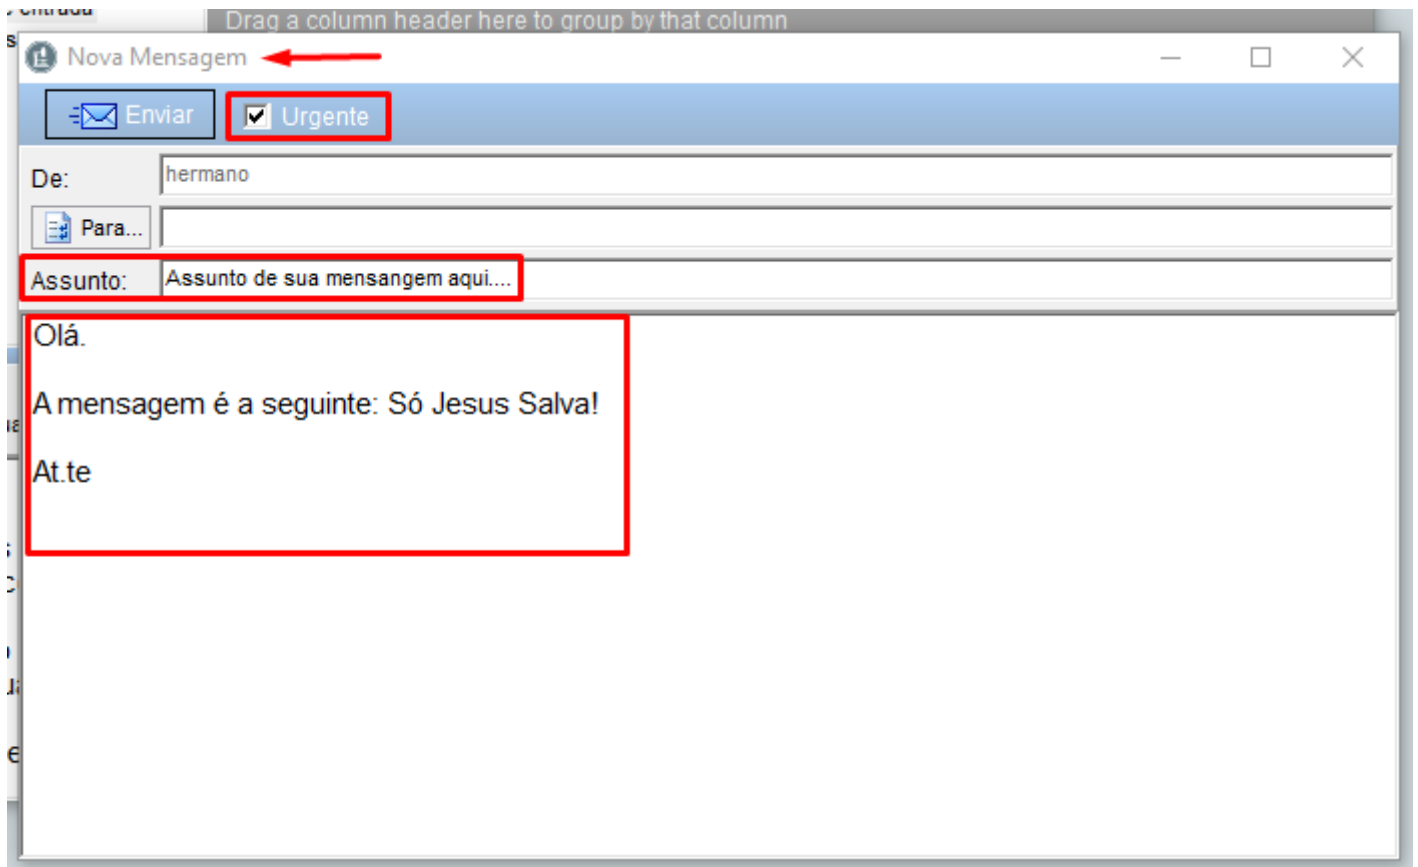 entrada
Drag a column header here to group by that column
Nova Mensagem
Enviar
Urgente
De: hermano
Para...
Assunto: Assunto de sua mensangem aqui....
Olá.
A mensagem é a seguinte: Só Jesus Salva!
At.te